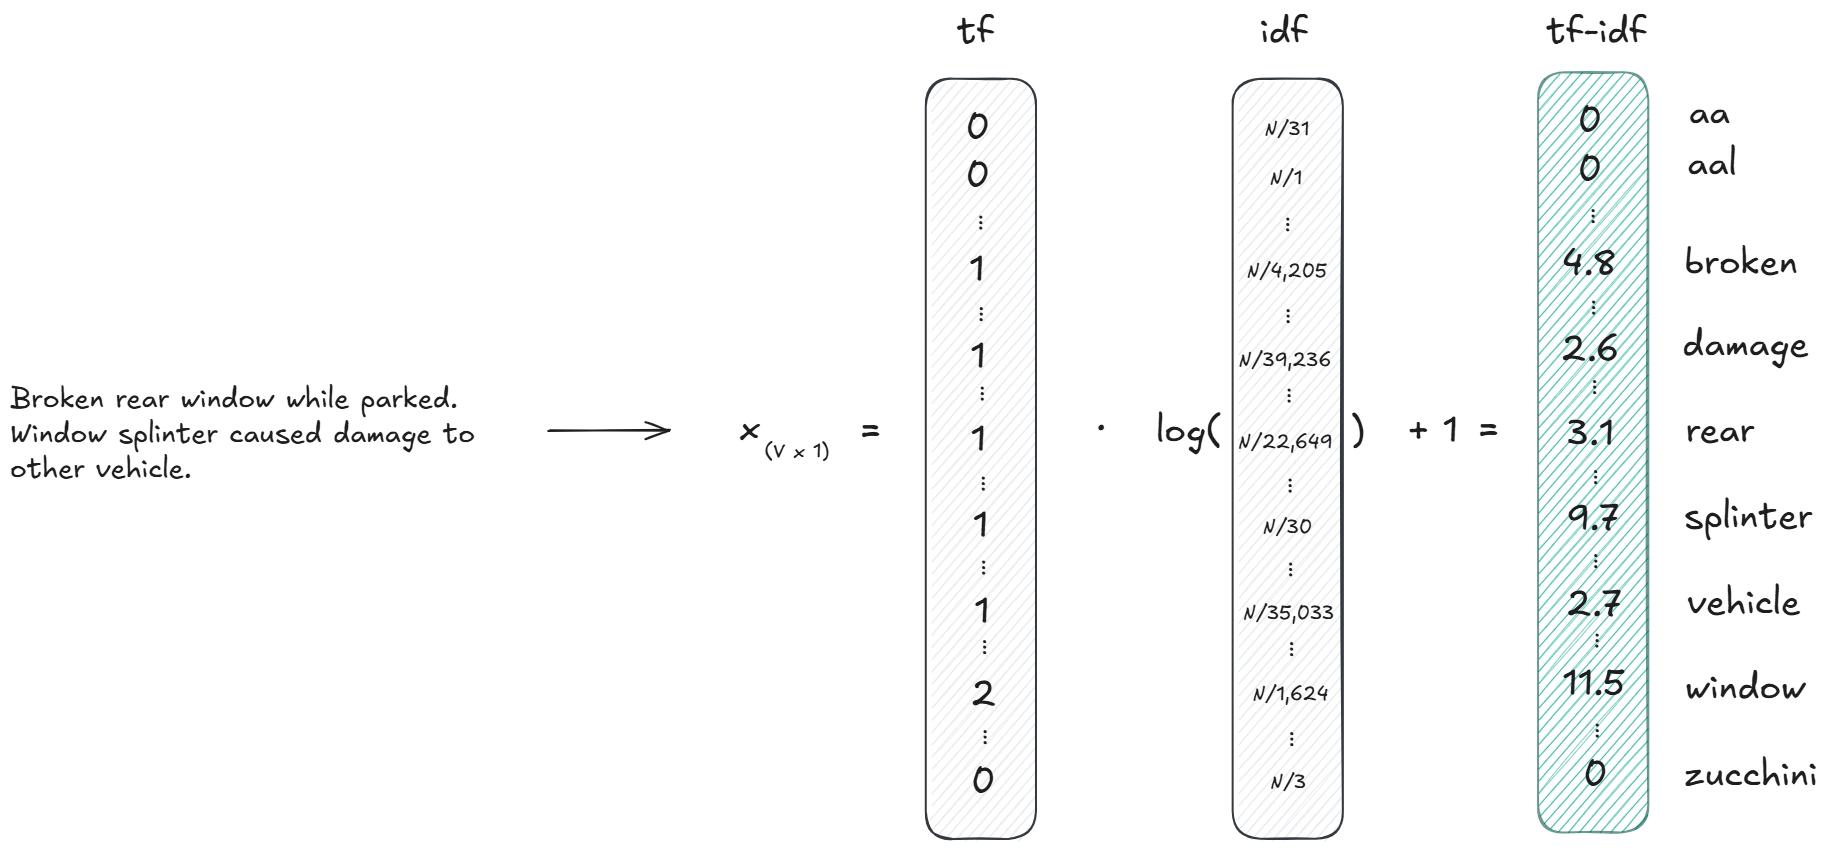 tf idf tf-idf
0 N/31 0 aa
0 N/1 0 aal
⋮ ⋮ ⋮
1 N/4,205 4.8 broken
⋮ ⋮ ⋮
1 N/39,236 2.6 damage
⋮ ⋮ ⋮
Broken rear window while parked.
Window splinter caused damage to
other vehicle.
x (V x 1) = 1 · log( N/22,649 ) + 1 = 3.1 rear
⋮ ⋮ ⋮
1 N/30 9.7 splinter
⋮ ⋮ ⋮
1 N/35,033 2.7 vehicle
⋮ ⋮ ⋮
2 N/1,624 11.5 window
⋮ ⋮ ⋮
0 N/3 0 zucchini